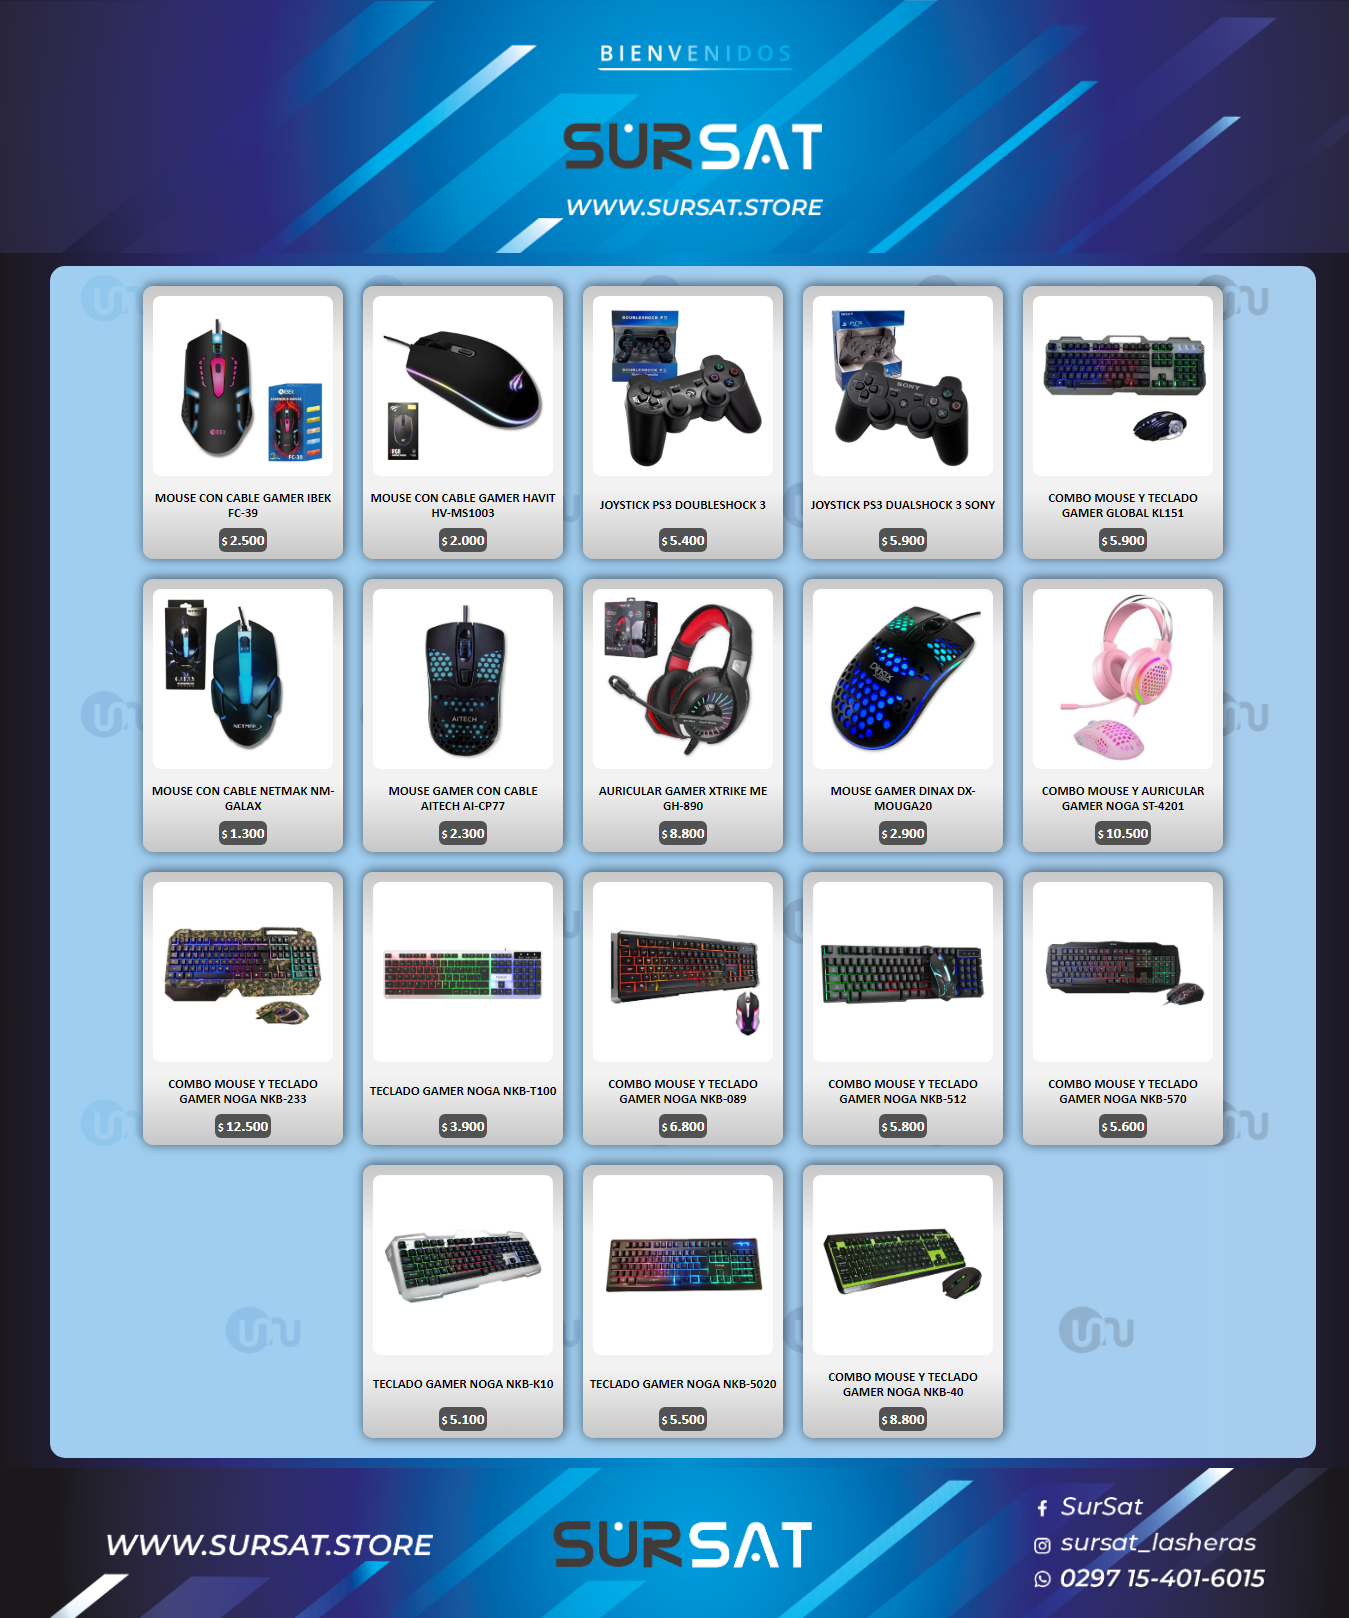 BIENVENIDOS
SURSAT
WWW.SURSAT.STORE
MOUSE CON CABLE GAMER IBEK
FC-39
$ 2.500
MOUSE CON CABLE GAMER HAVIT
HV-MS1003
$ 2.000
JOYSTICK PS3 DOUBLESHOCK 3
$ 5.400
JOYSTICK PS3 DUALSHOCK 3 SONY
$ 5.900
COMBO MOUSE Y TECLADO
GAMER GLOBAL KL151
$ 5.900
MOUSE CON CABLE NETMAK NM-
GALAX
$ 1.300
MOUSE GAMER CON CABLE
AITECH AI-CP77
$ 2.300
AURICULAR GAMER XTRIKE ME
GH-890
$ 8.800
MOUSE GAMER DINAX DX-
MOUGA20
$ 2.900
COMBO MOUSE Y AURICULAR
GAMER NOGA ST-4201
$ 10.500
COMBO MOUSE Y TECLADO
GAMER NOGA NKB-233
$ 12.500
TECLADO GAMER NOGA NKB-T100
$ 3.900
COMBO MOUSE Y TECLADO
GAMER NOGA NKB-089
$ 6.800
COMBO MOUSE Y TECLADO
GAMER NOGA NKB-512
$ 5.800
COMBO MOUSE Y TECLADO
GAMER NOGA NKB-570
$ 5.600
TECLADO GAMER NOGA NKB-K10
$ 5.100
TECLADO GAMER NOGA NKB-5020
$ 5.500
COMBO MOUSE Y TECLADO
GAMER NOGA NKB-40
$ 8.800
WWW.SURSAT.STORE
SURSAT
SurSat
sursat_lasheras
0297 15-401-6015